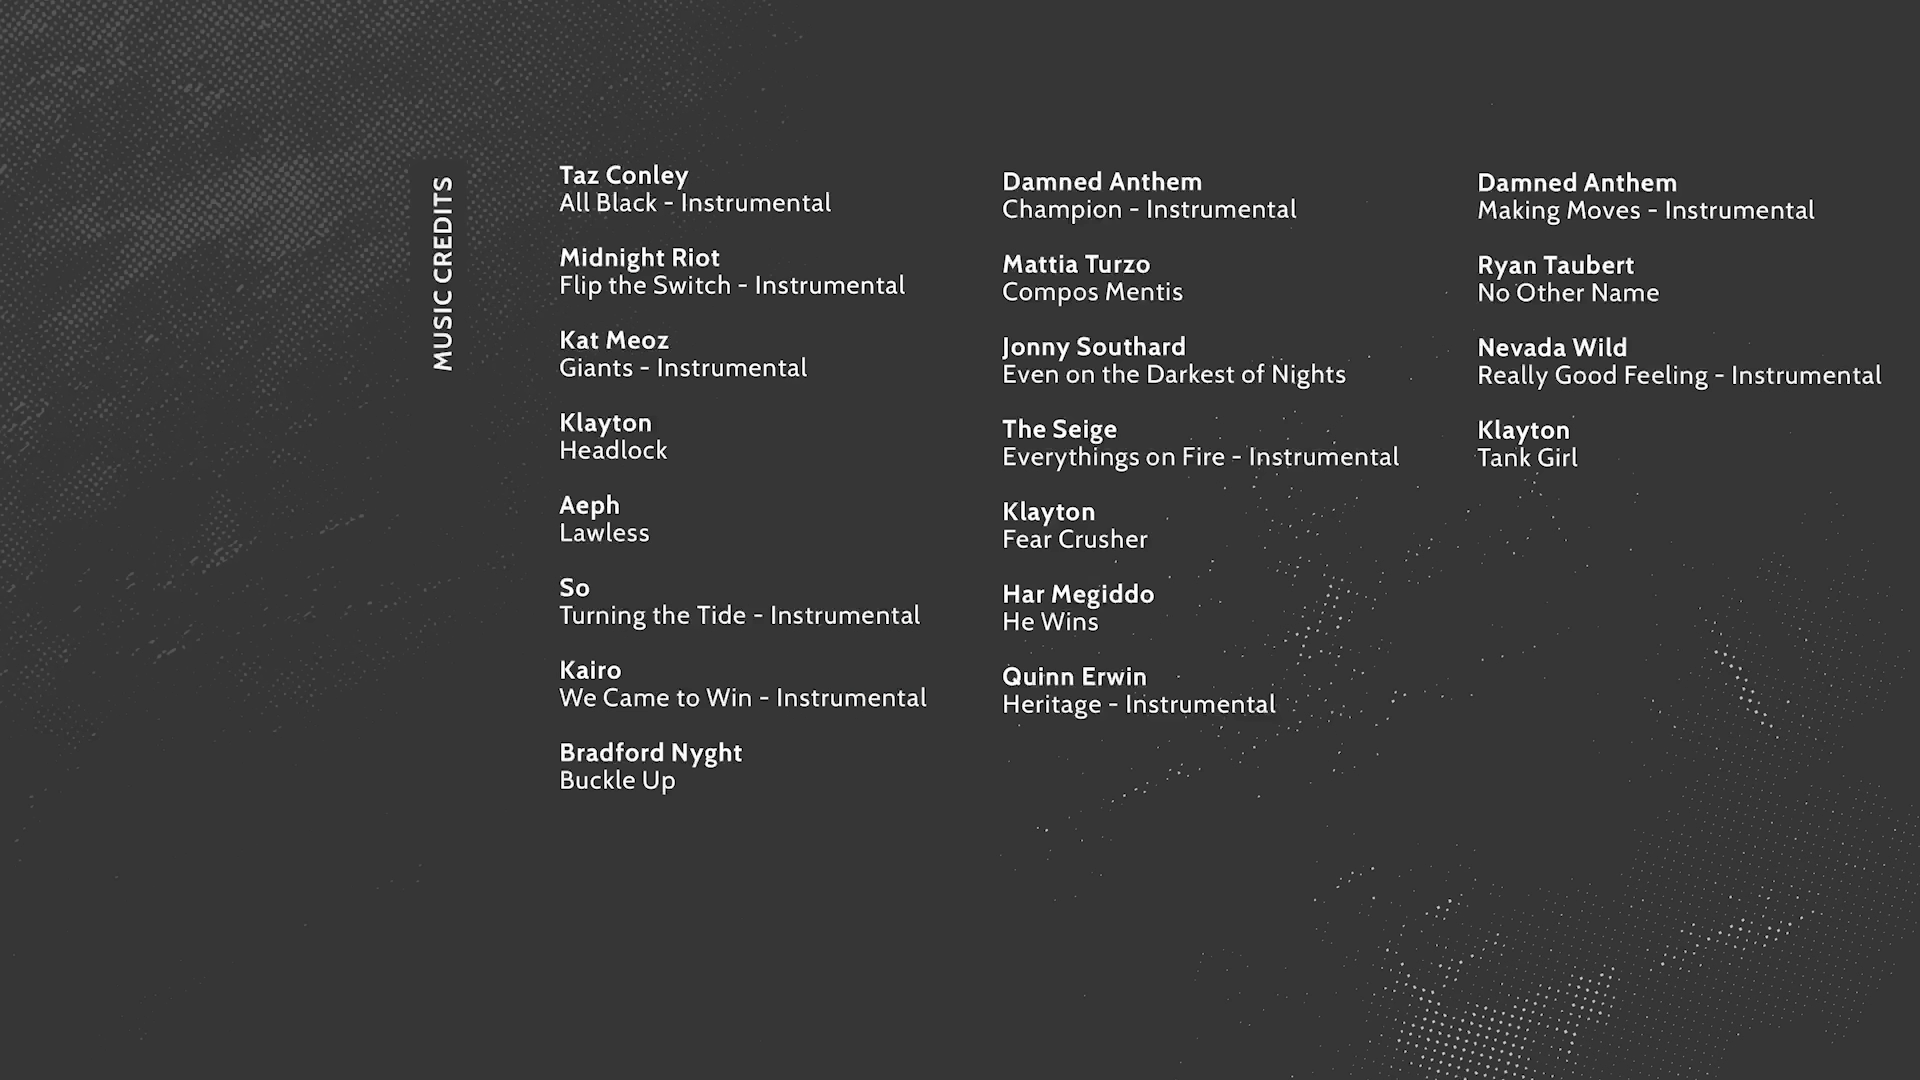 MUSIC CREDITS
Taz Conley
All Black - Instrumental
Midnight Riot
Flip the Switch - Instrumental
Kat Meoz
Giants - Instrumental
Klayton
Headlock
Aeph
Lawless
So
Turning the Tide - Instrumental
Kairo
We Came to Win - Instrumental
Bradford Nyght
Buckle Up
Damned Anthem
Champion - Instrumental
Mattia Turzo
Compos Mentis
Jonny Southard
Even on the Darkest of Nights
The Seige
Everythings on Fire - Instrumental
Klayton
Fear Crusher
Har Megiddo
He Wins
Quinn Erwin
Heritage - Instrumental
Damned Anthem
Making Moves - Instrumental
Ryan Taubert
No Other Name
Nevada Wild
Really Good Feeling - Instrumental
Klayton
Tank Girl